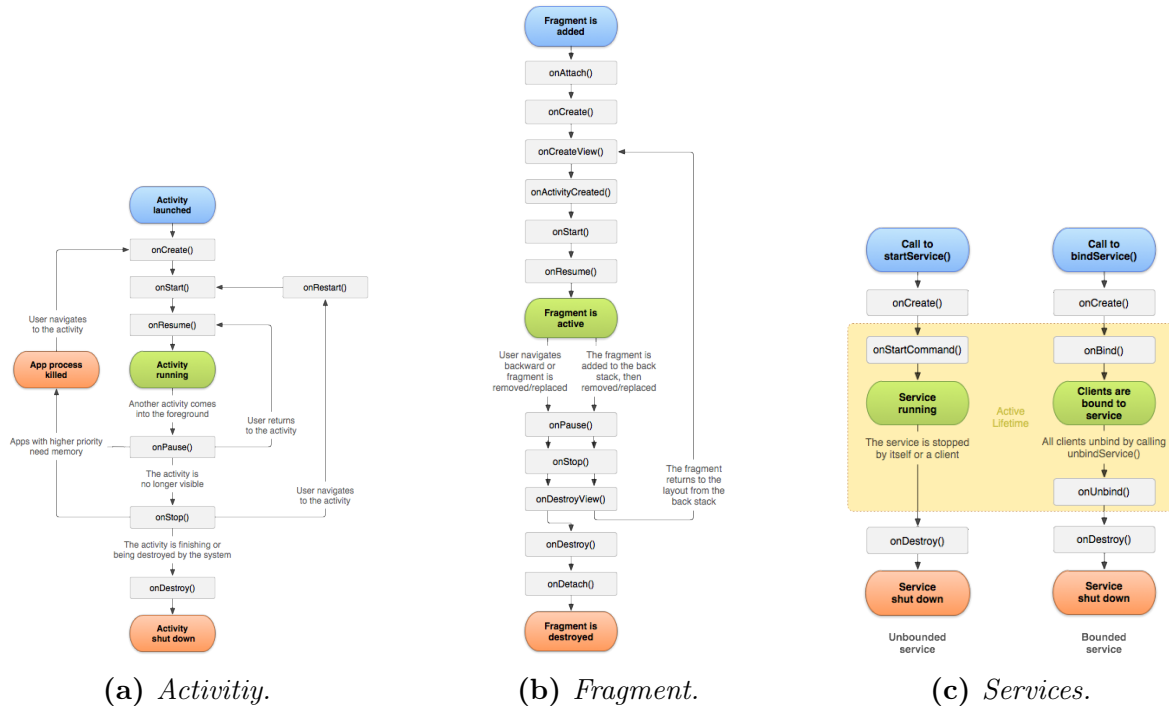 Activity
launched
onCreate()
onStart()
onRestart()
User navigates
to the activity
onResume()
App process
killed
Activity
running
Another activity comes
into the foreground
User returns
to the activity
Apps with higher priority
need memory
onPause()
The activity is
no longer visible
User navigates
to the activity
onStop()
The activity is finishing or
being destroyed by the system
onDestroy()
Activity
shut down
(a) Activitiy.
Fragment is
added
onAttach()
onCreate()
onCreateView()
onActivityCreated()
onStart()
onResume()
Fragment is
active
User navigates
backward or
fragment is
removed/replaced
The fragment is
added to the back
stack, then
removed/replaced
onPause()
onStop()
The fragment
returns to the
layout from the
back stack
onDestroyView()
onDestroy()
onDetach()
Fragment is
destroyed
(b) Fragment.
Call to
startService()
onCreate()
onStartCommand()
Service
running
The service is stopped
by itself or a client
onDestroy()
Service
shut down
Unbounded
service
Active
Lifetime
Call to
bindService()
onCreate()
onBind()
Clients are
bound to
service
All clients unbind by calling
unbindService()
onUnbind()
onDestroy()
Service
shut down
Bounded
service
(c) Services.